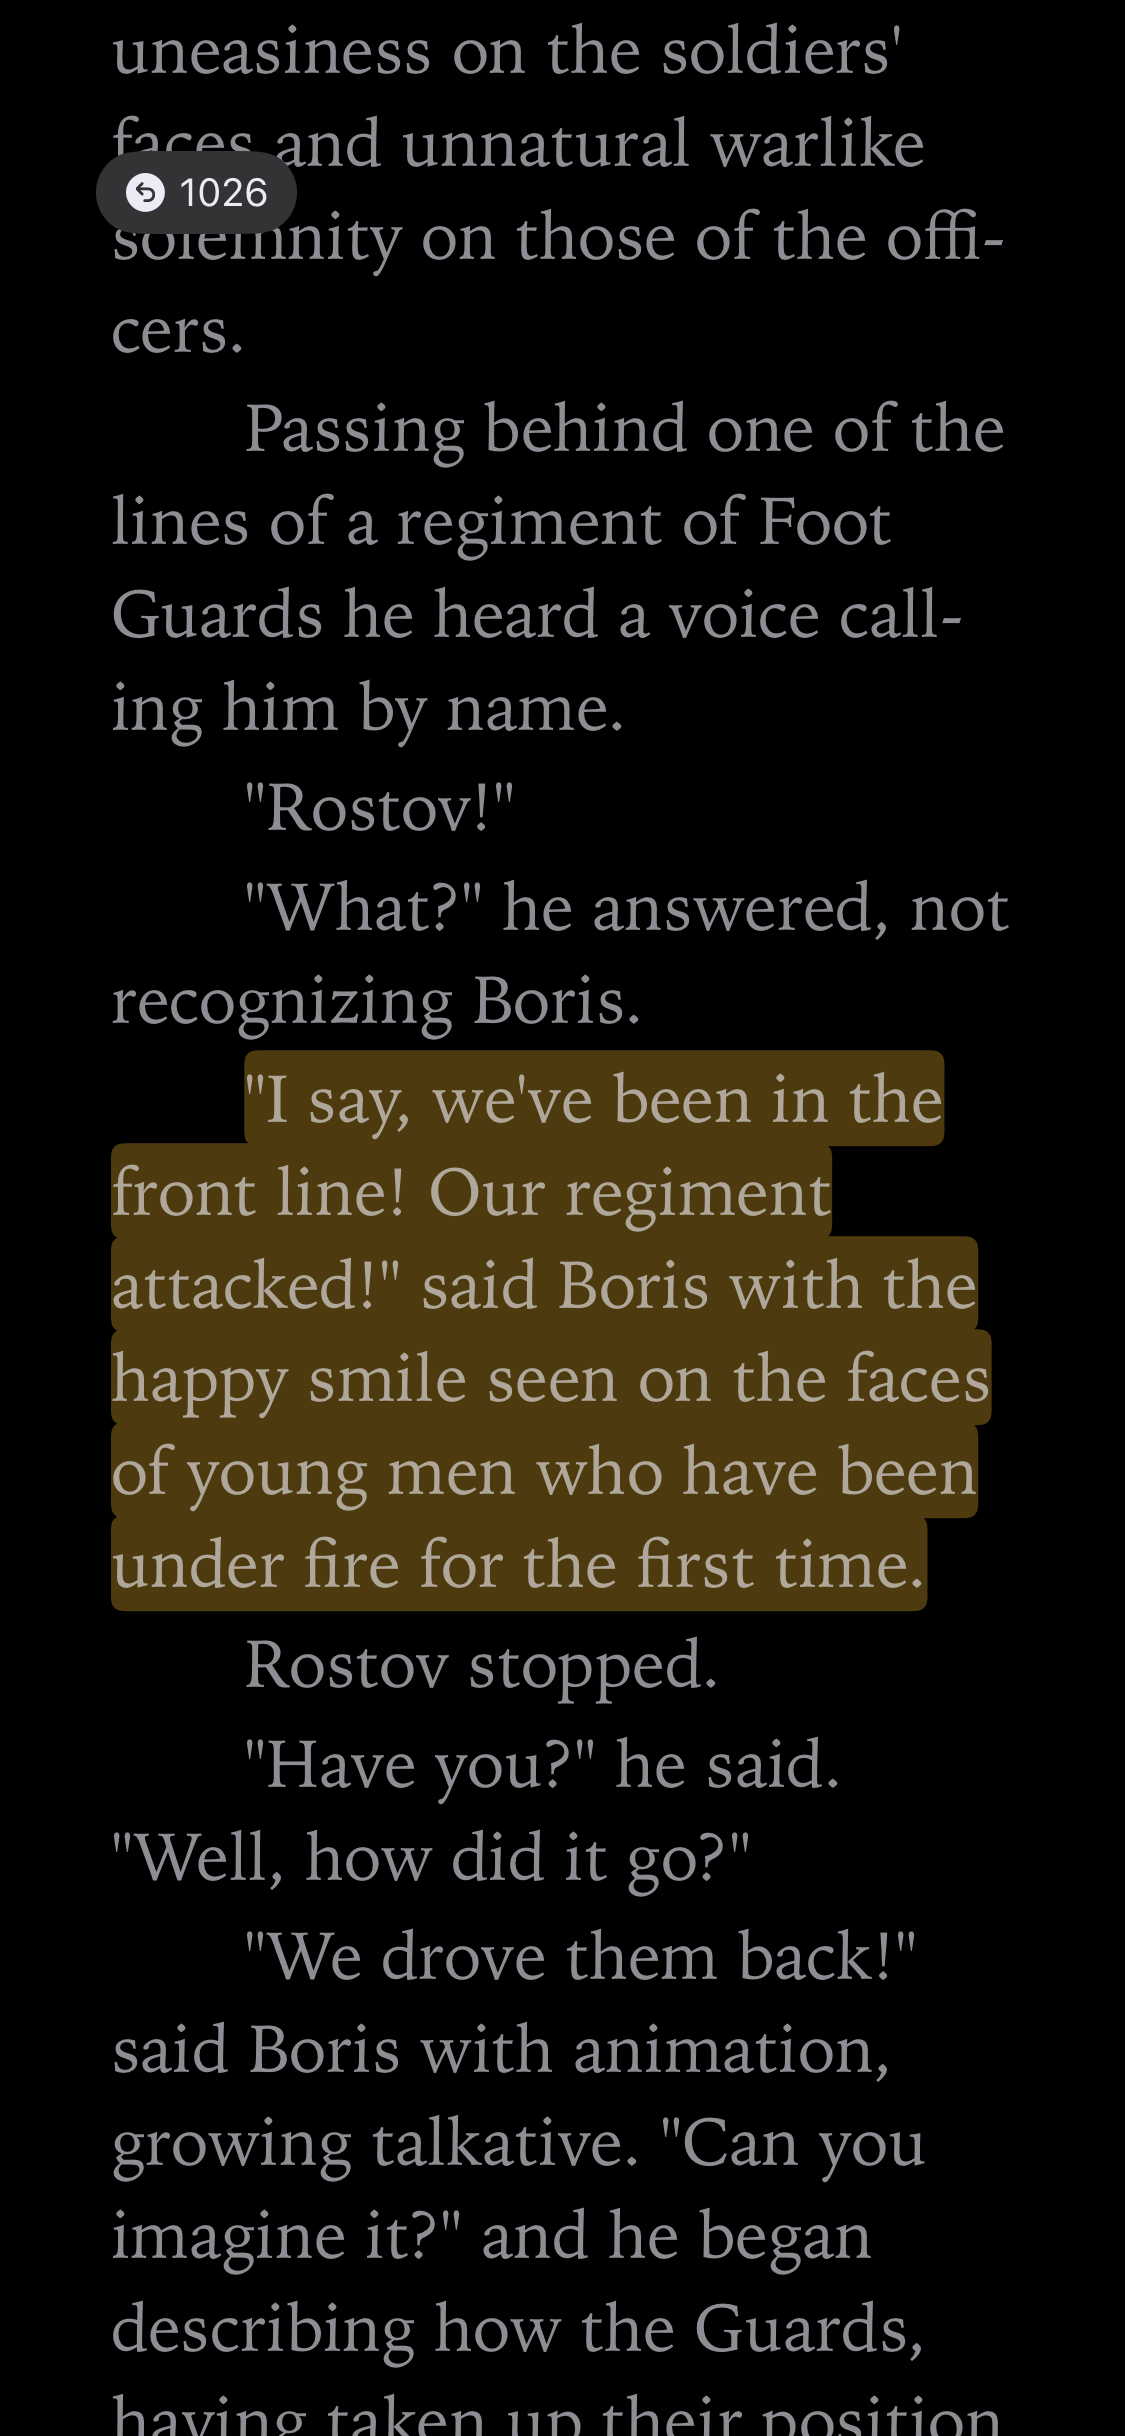 uneasiness on the soldiers'
faces and unnatural warlike
1026
solemnity on those of the offi-
cers.
Passing behind one of the
lines of a regiment of Foot
Guards he heard a voice call-
ing him by name.
"Rostov!"
"What?" he answered, not
recognizing Boris.
"I say, we've been in the
front line! Our regiment
attacked!" said Boris with the
happy smile seen on the faces
of young men who have been
under fire for the first time.
Rostov stopped.
"Have you?" he said.
"Well, how did it go?"
"We drove them back!"
said Boris with animation,
growing talkative. "Can you
imagine it?" and he began
describing how the Guards,
having taken up their position